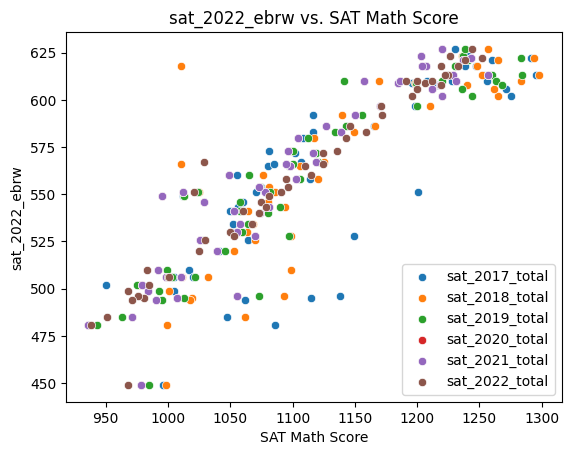 sat_2022_ebrw vs. SAT Math Score
sat_2022_ebrw
625
600
575
550
525
500
475
450
sat_2017_total
sat_2018_total
sat_2019_total
sat_2020_total
sat_2021_total
sat_2022_total
950 1000 1050 1100 1150 1200 1250 1300
SAT Math Score